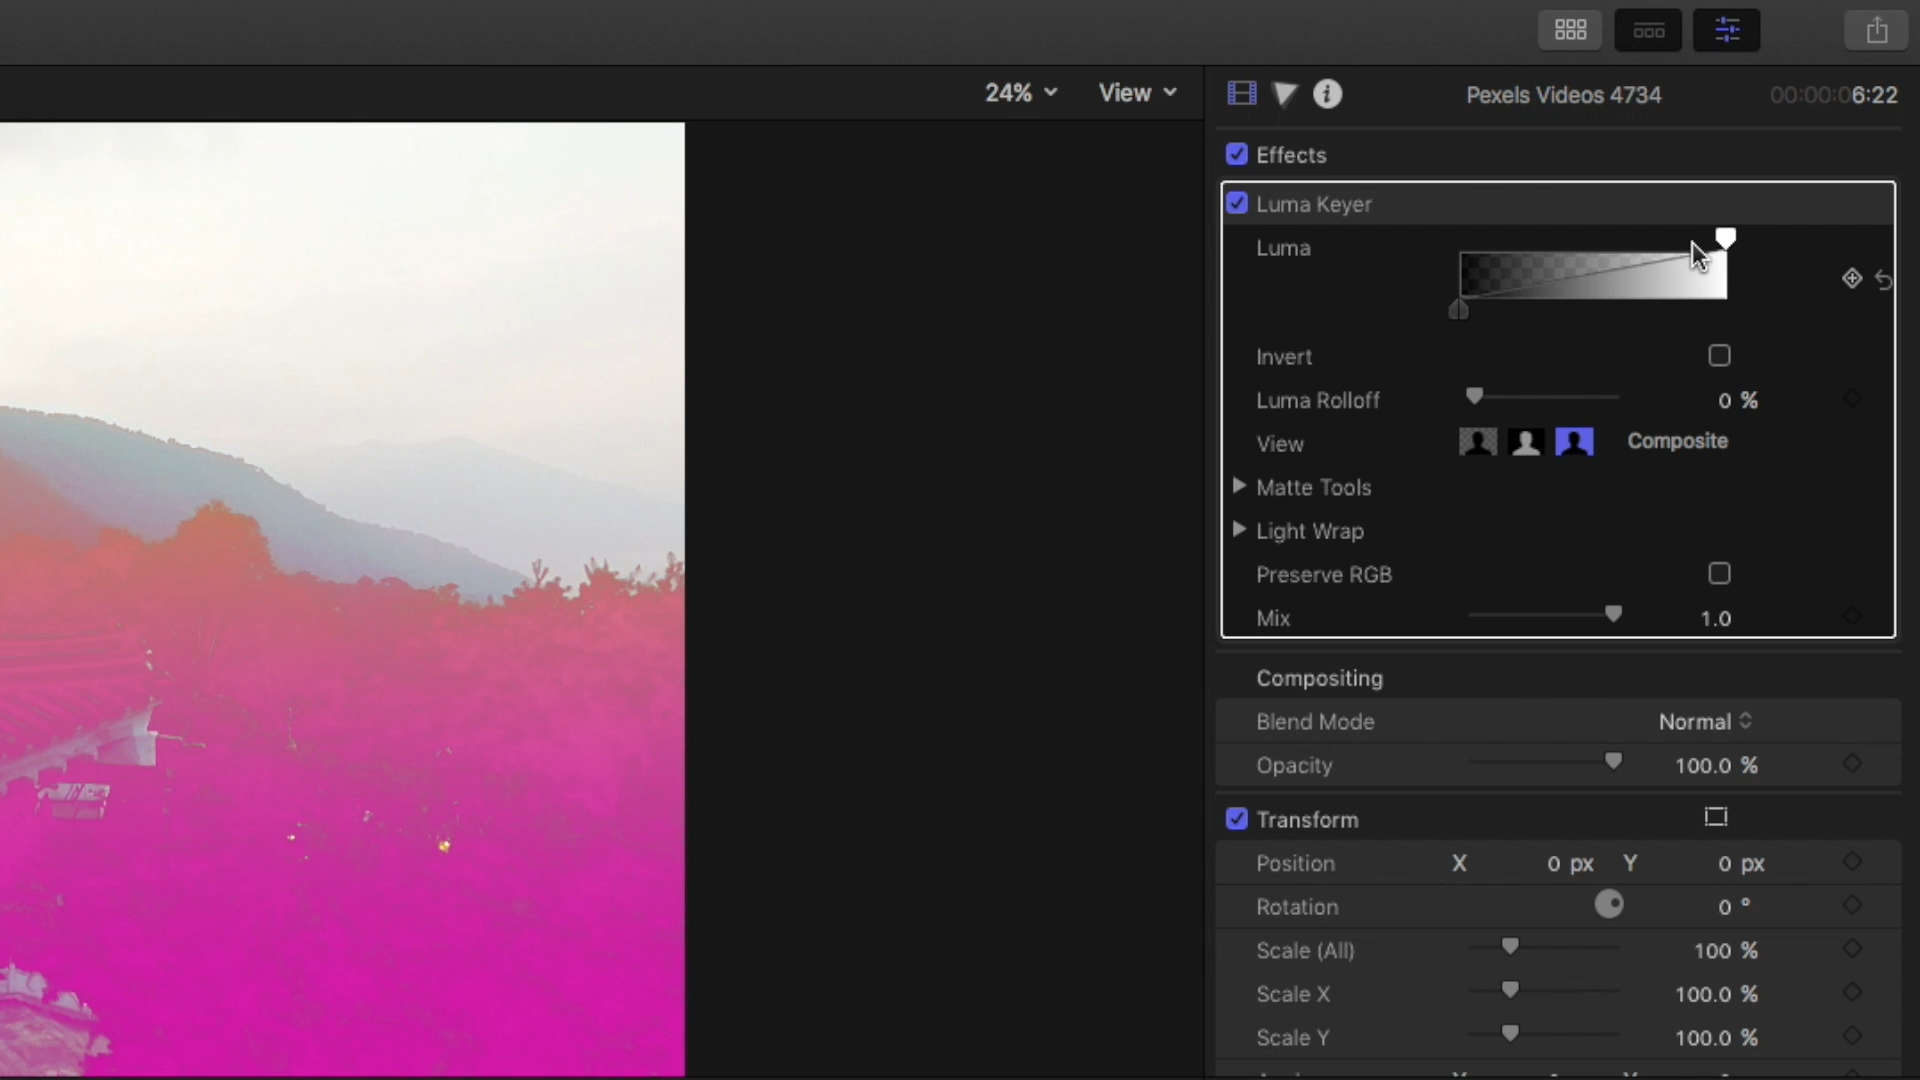 24% View
Pexels Videos 4734 00:00:06:22
Effects
Luma Keyer
Luma
Invert
Luma Rolloff 0 %
View Composite
Matte Tools
Light Wrap
Preserve RGB
Mix 1.0
Compositing
Blend Mode Normal
Opacity 100.0 %
Transform
Position X 0 px Y 0 px
Rotation 0 °
Scale (All) 100 %
Scale X 100.0 %
Scale Y 100.0 %